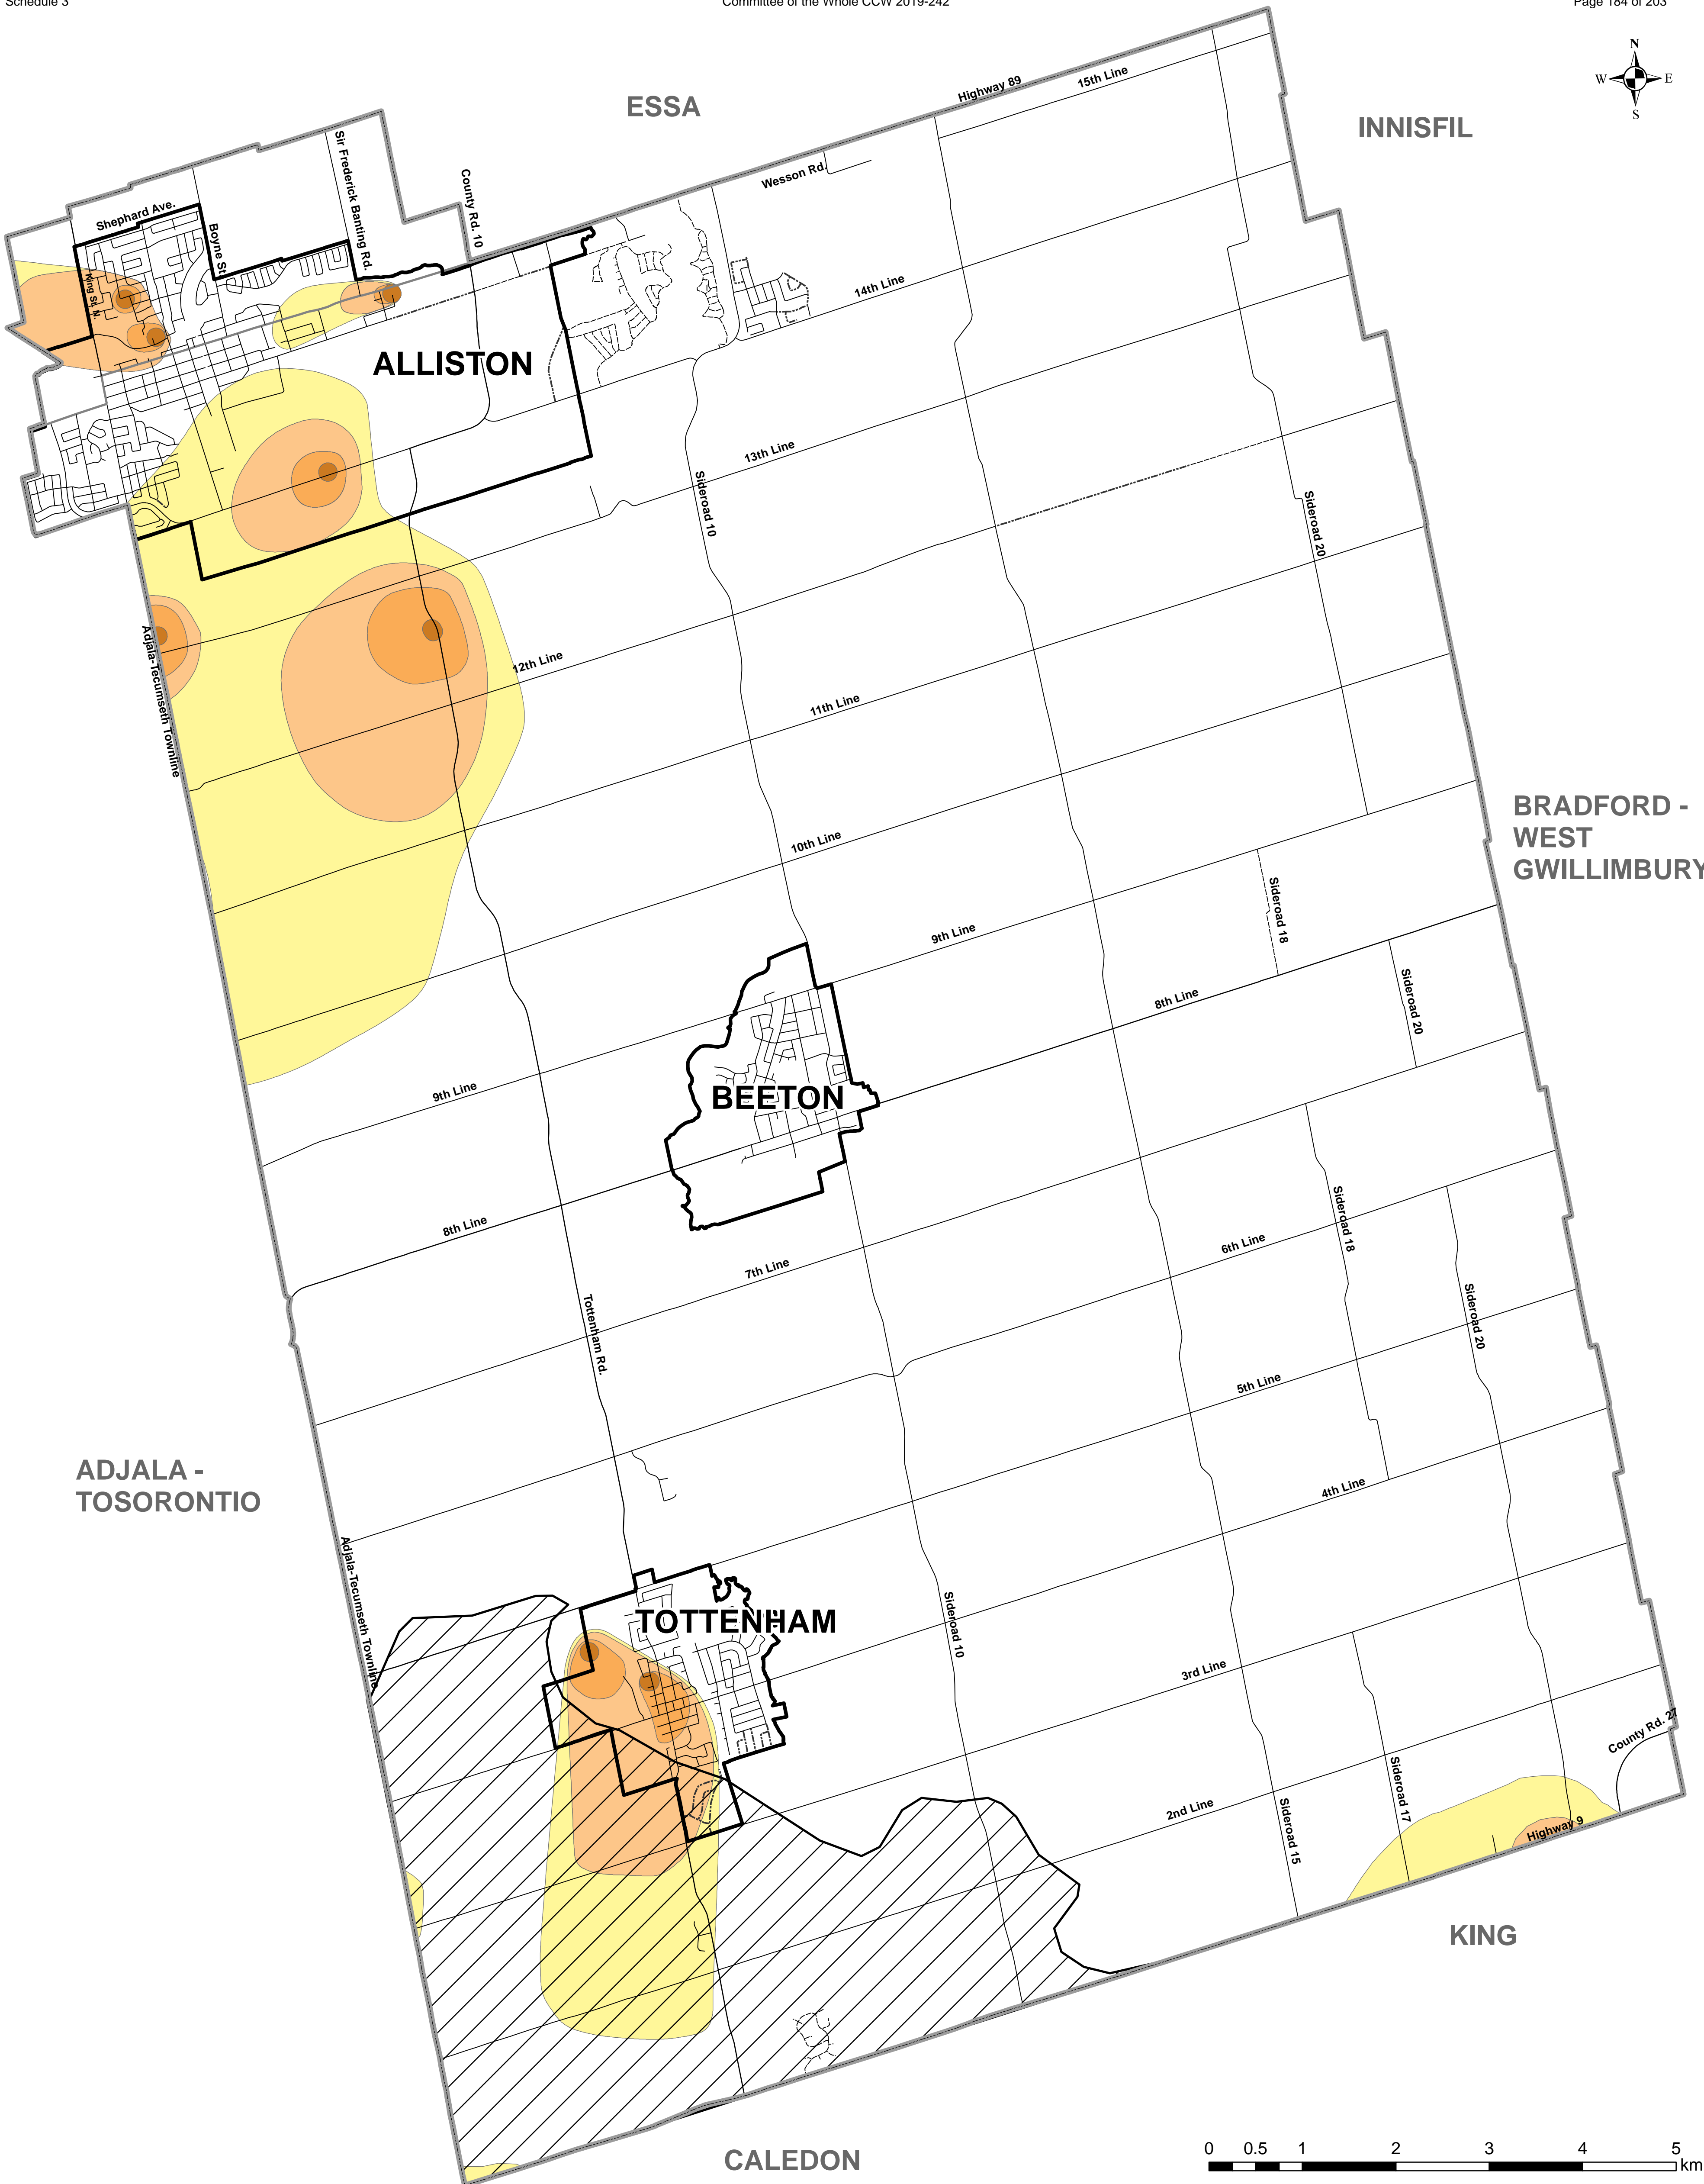 Schedule 3
Committee of the Whole CCW 2019-242
Page 184 of 203
N
W
E
S
ESSA
INNISFIL
Highway 89
15th Line
Wesson Rd.
Sir Frederick Banting Rd.
County Rd. 10
Shephard Ave.
Boyne St.
King St. N.
14th Line
ALLISTON
13th Line
Sideroad 10
Sideroad 20
12th Line
Adjala-Tecumseth Townline
11th Line
BRADFORD -
WEST
GWILLIMBURY
10th Line
Sideroad 18
9th Line
Sideroad 20
8th Line
BEETON
9th Line
8th Line
Sideroad 18
6th Line
7th Line
Tottenham Rd.
Sideroad 20
5th Line
ADJALA -
TOSORONTIO
4th Line
Adjala-Tecumseth Townline
TOTTENHAM
Sideroad 10
3rd Line
County Rd. 27
Sideroad 17
2nd Line
Sideroad 15
Highway 9
KING
CALEDON
0 0.5 1 2 3 4 5
km